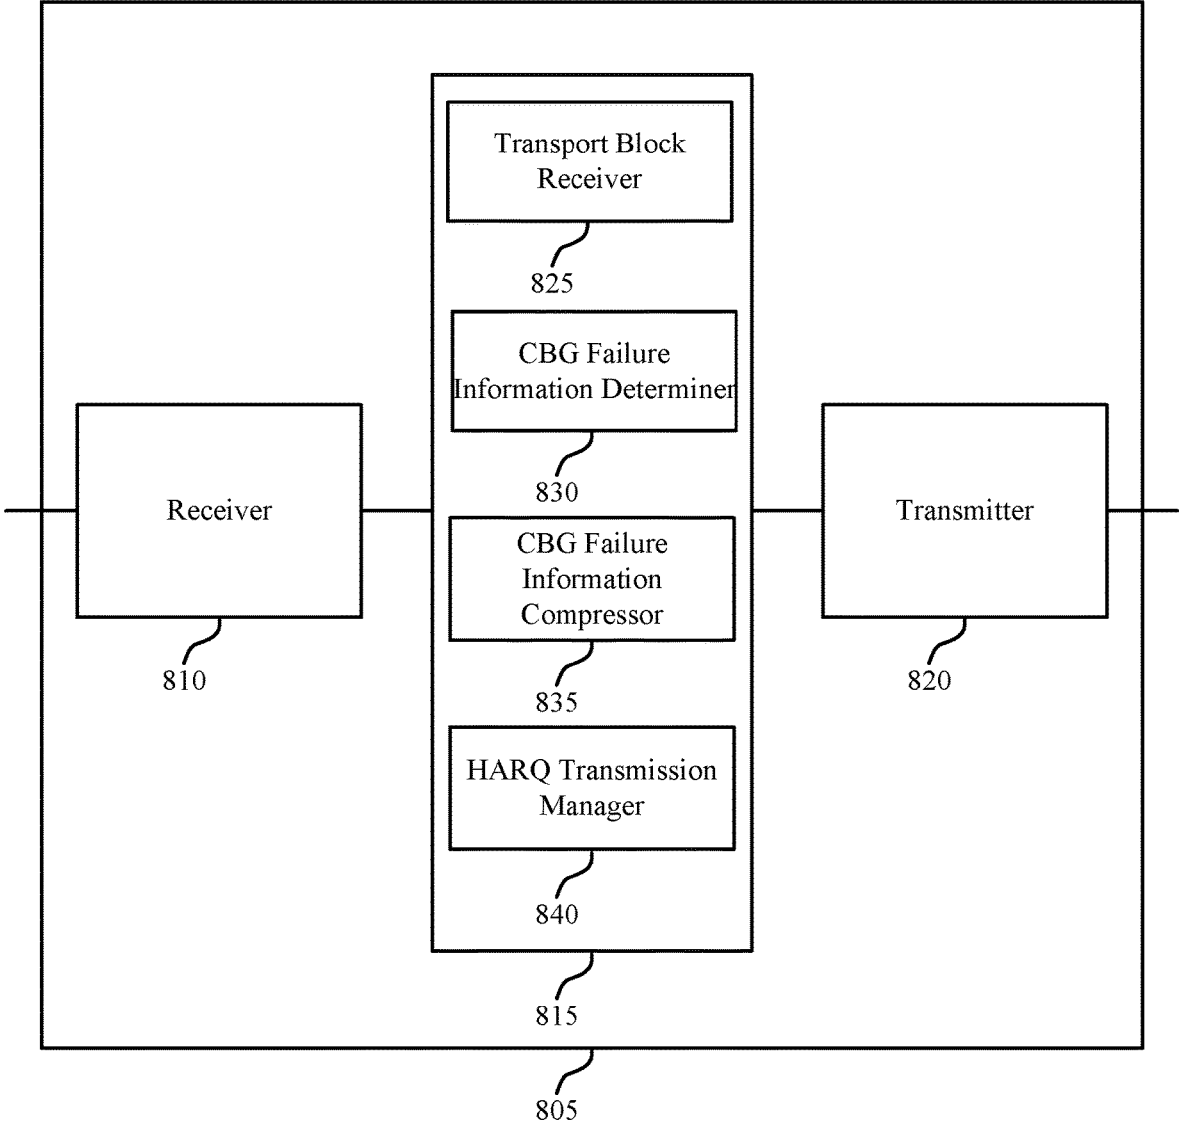 Transport Block
Receiver
825
CBG Failure
Information Determiner
830
Receiver
810
CBG Failure
Information
Compressor
835
Transmitter
820
HARQ Transmission
Manager
840
815
805